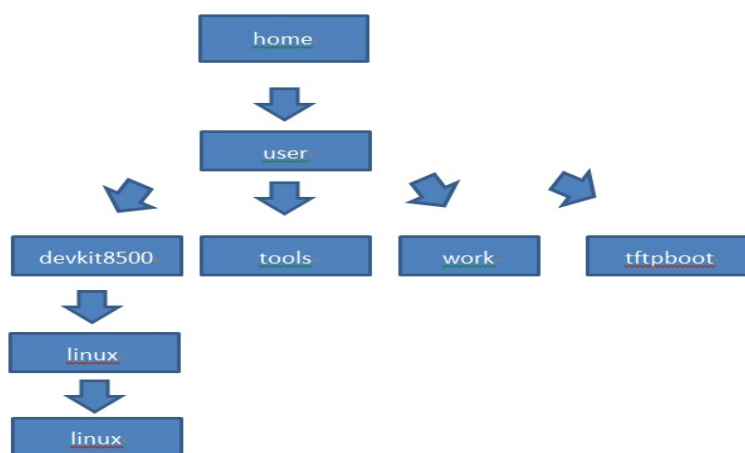 home
user
devkit8500
tools
work
tftpboot
linux
linux